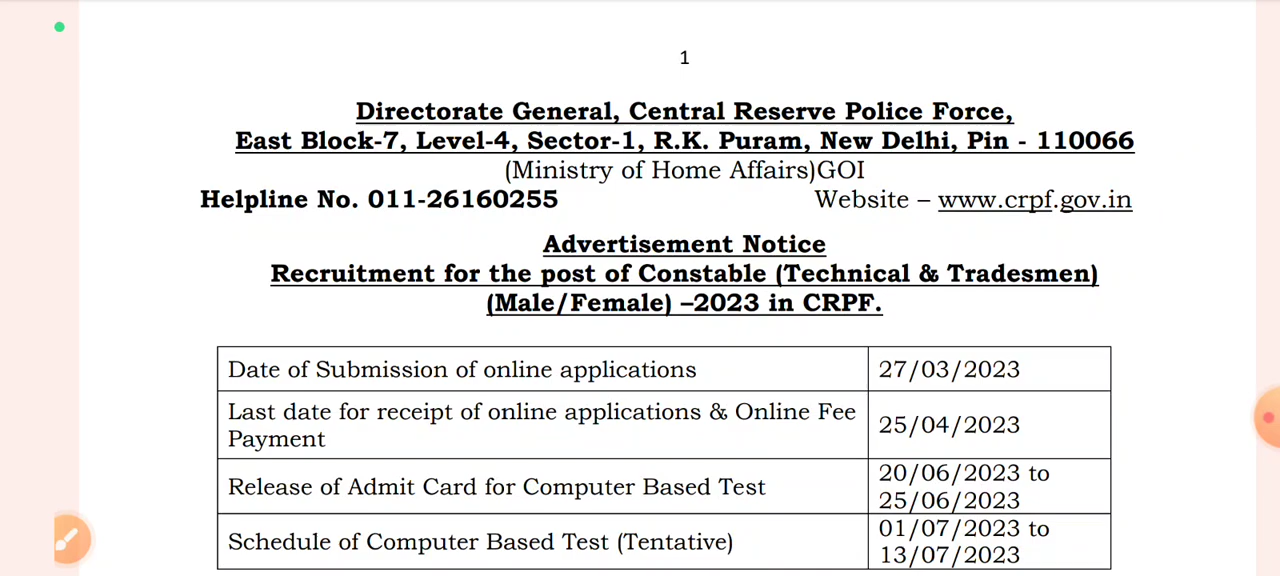 1
Directorate General, Central Reserve Police Force,
East Block-7, Level-4, Sector-1, R.K. Puram, New Delhi, Pin - 110066
(Ministry of Home Affairs)GOI
Helpline No. 011-26160255 Website – www.crpf.gov.in
Advertisement Notice
Recruitment for the post of Constable (Technical & Tradesmen)
(Male/Female) –2023 in CRPF.
Date of Submission of online applications 27/03/2023
Last date for receipt of online applications & Online Fee
Payment 25/04/2023
Release of Admit Card for Computer Based Test 20/06/2023 to
25/06/2023
Schedule of Computer Based Test (Tentative) 01/07/2023 to
13/07/2023